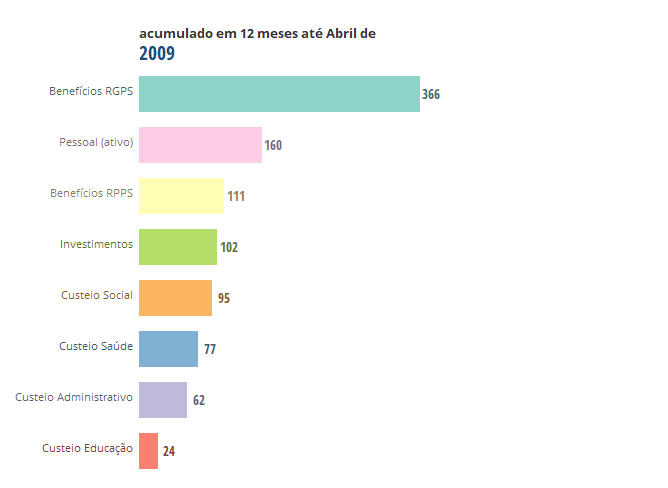 acumulado em 12 meses até Abril de
2009
Benefícios RGPS 366
Pessoal (ativo) 160
Benefícios RPPS 111
Investimentos 102
Custeio Social 95
Custeio Saúde 77
Custeio Administrativo 62
Custeio Educação 24